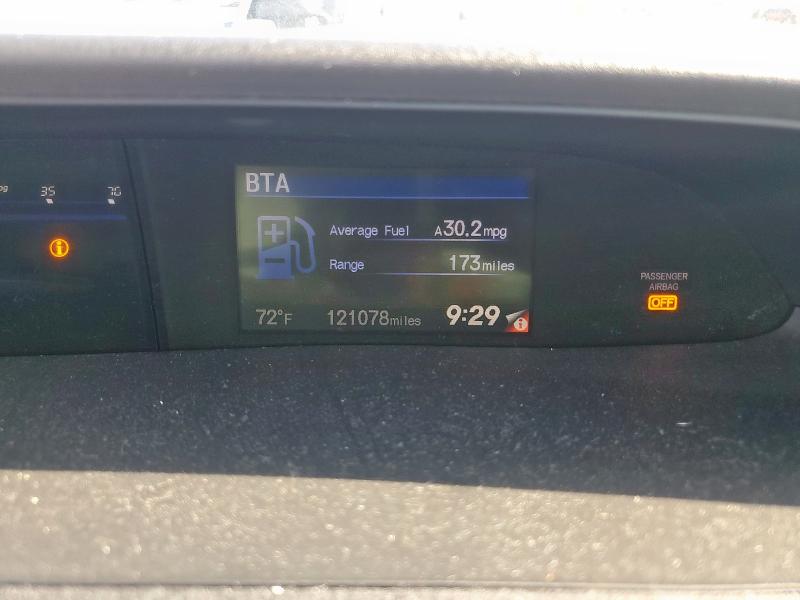 BTA
35 70
Average Fuel A30.2mpg
Range 173miles
PASSENGER
AIRBAG
OFF
72°F 121078miles 9:29